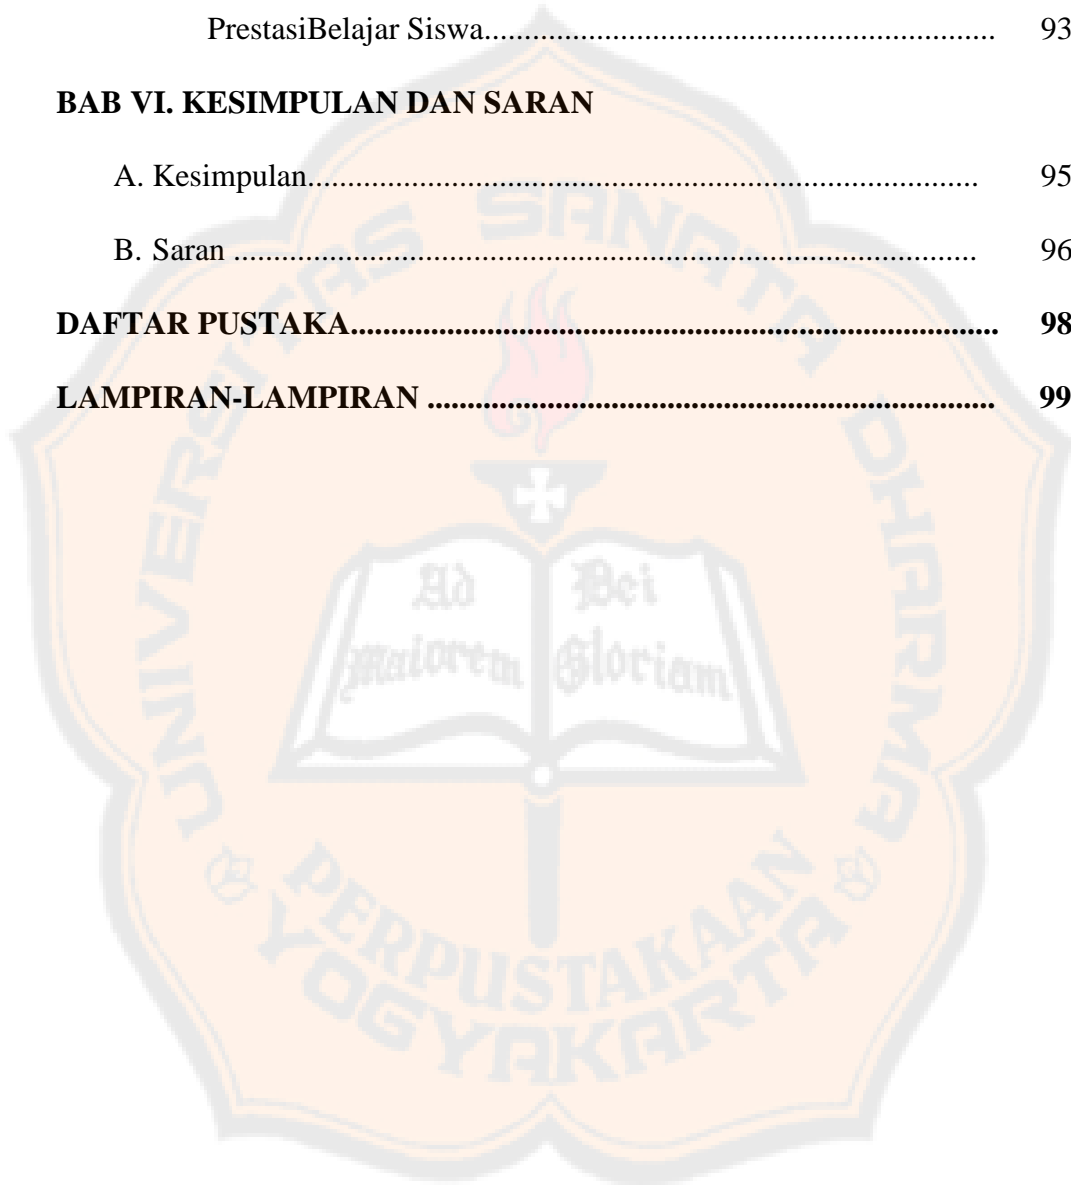 PrestasiBelajar Siswa................................................................ 93
BAB VI. KESIMPULAN DAN SARAN
A. Kesimpulan.................................................................................... 95
B. Saran ............................................................................................. 96
DAFTAR PUSTAKA................................................................................ 98
LAMPIRAN-LAMPIRAN ...................................................................... 99
UNIVERSITAS SANATA DHARMA
Ad Dei
Maiorem Gloriam
PERPUSTAKAAN
YOGYAKARTA